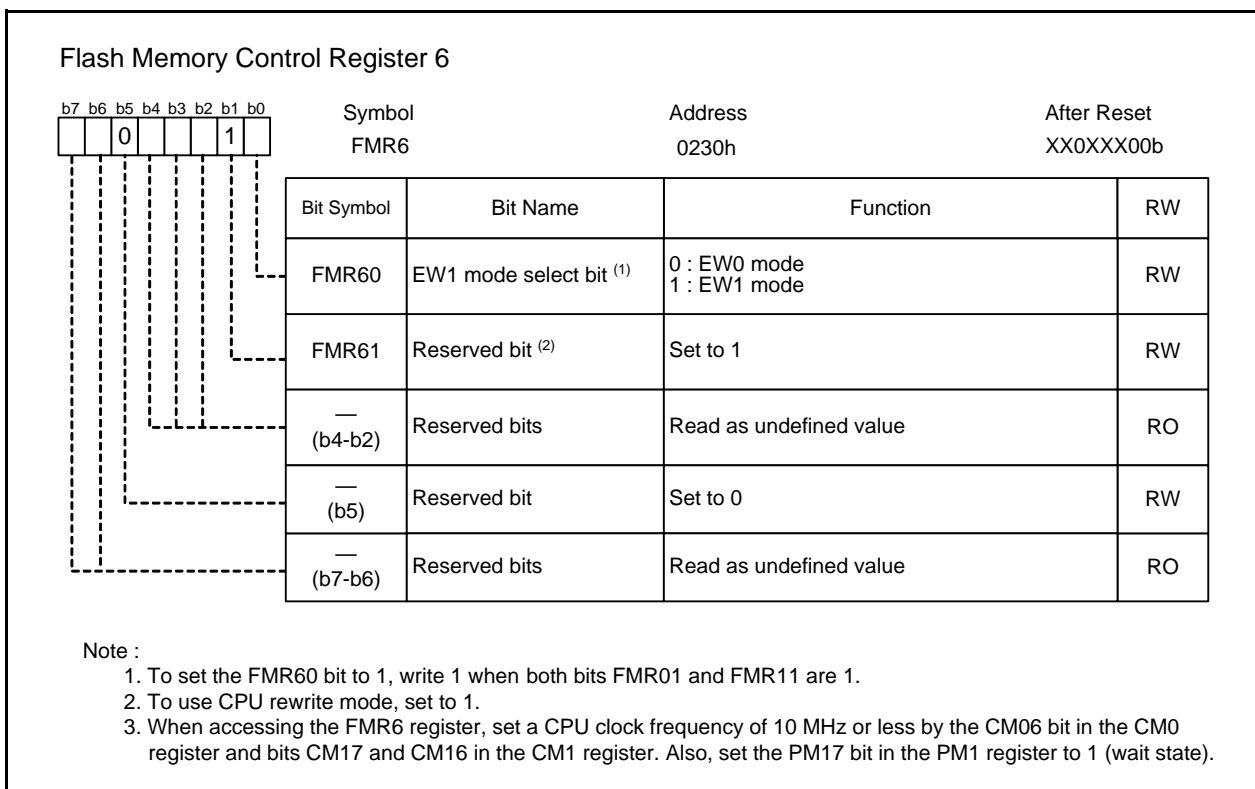 Flash Memory Control Register 6
b7 b6 b5 b4 b3 b2 b1 b0
0 1
Symbol Address After Reset
FMR6 0230h XX0XXX00b
Bit Symbol Bit Name Function RW
FMR60 EW1 mode select bit (1) 0 : EW0 mode
1 : EW1 mode RW
FMR61 Reserved bit (2) Set to 1 RW
— (b4-b2) Reserved bits Read as undefined value RO
— (b5) Reserved bit Set to 0 RW
— (b7-b6) Reserved bits Read as undefined value RO
Note :
1. To set the FMR60 bit to 1, write 1 when both bits FMR01 and FMR11 are 1.
2. To use CPU rewrite mode, set to 1.
3. When accessing the FMR6 register, set a CPU clock frequency of 10 MHz or less by the CM06 bit in the CM0
register and bits CM17 and CM16 in the CM1 register. Also, set the PM17 bit in the PM1 register to 1 (wait state).